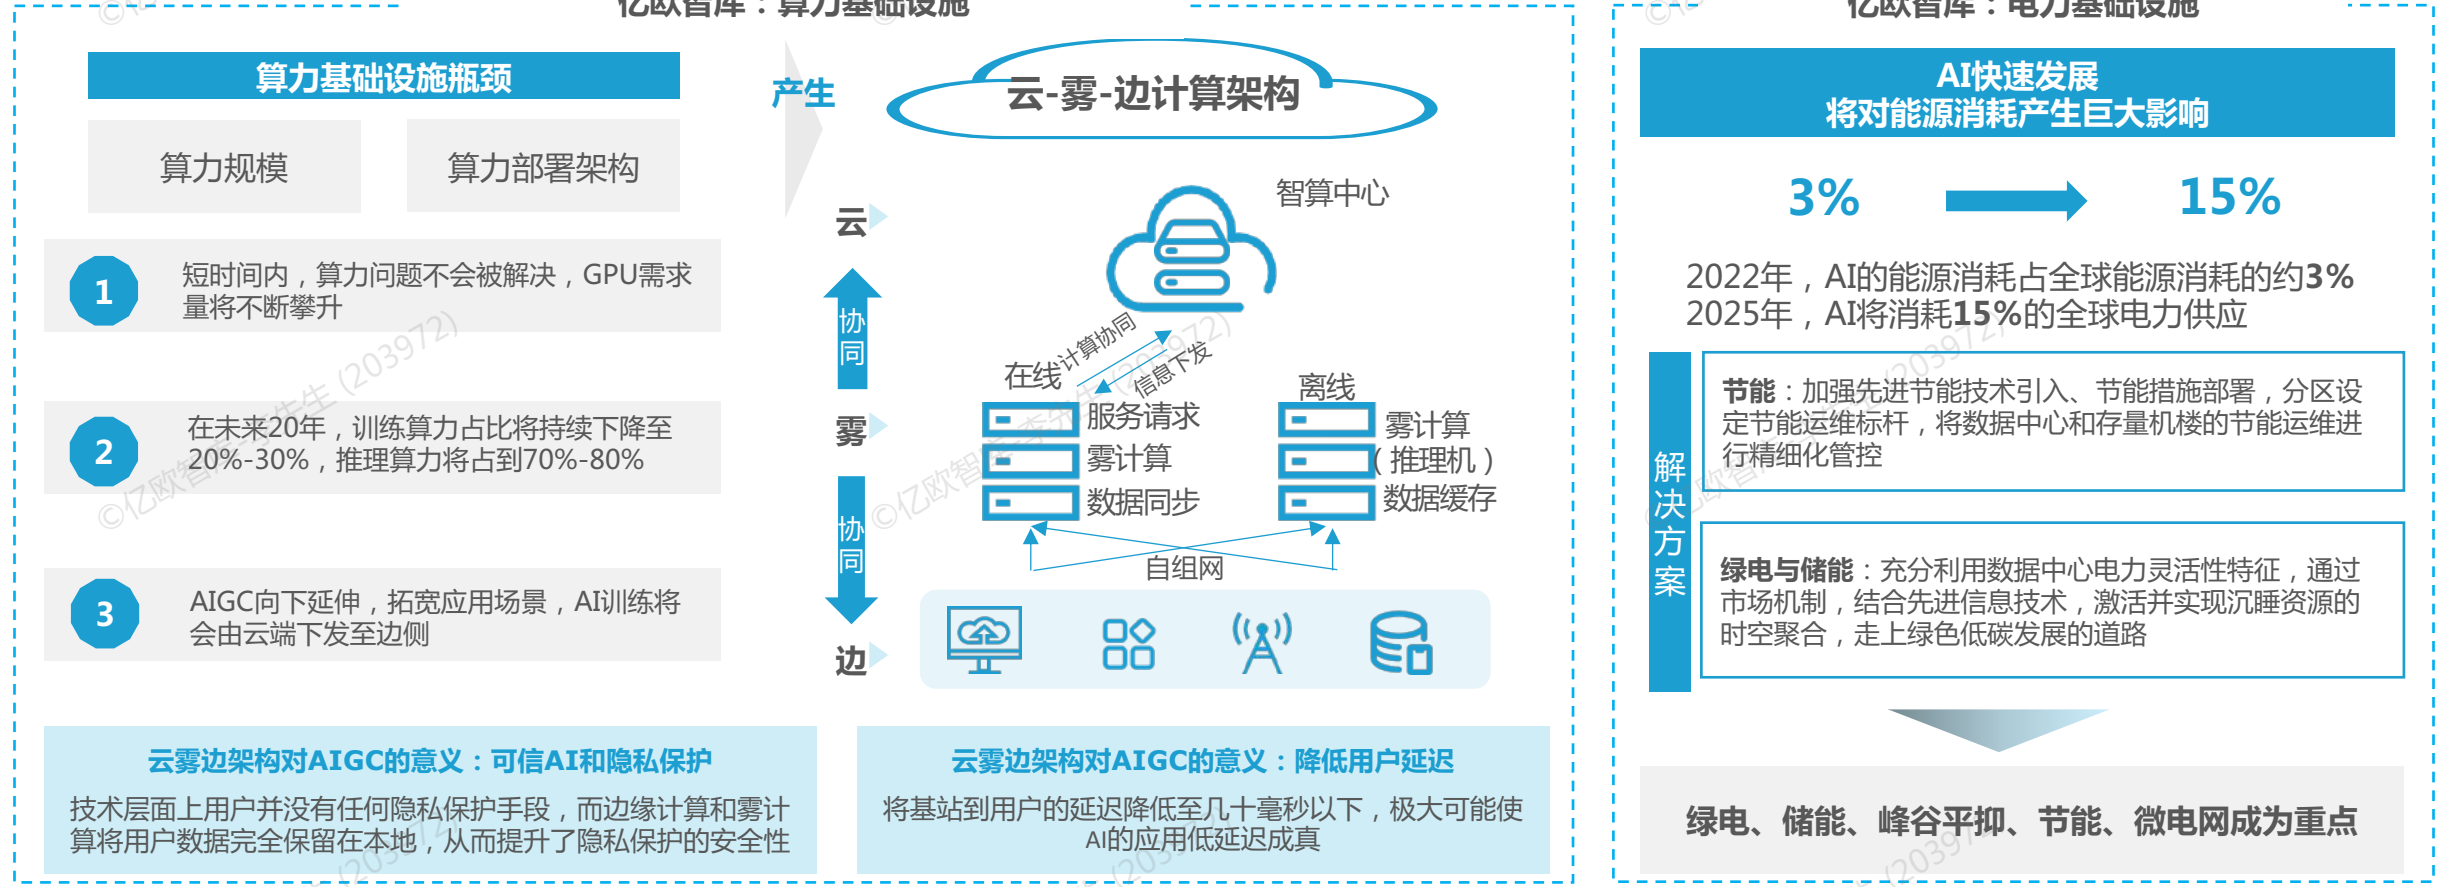 亿欧智库：算力基础设施
算力基础设施瓶颈
算力规模
算力部署架构
1
短时间内，算力问题不会被解决，GPU需求
量将不断攀升
2
在未来20年，训练算力占比将持续下降至
20%-30%，推理算力将占到70%-80%
3
AIGC向下延伸，拓宽应用场景，AI训练将
会由云端下发至边侧
产生
云-雾-边计算架构
云
协同
雾
协同
边
智算中心
计算协同
信息下发
在线
服务请求
雾计算
数据同步
离线
雾计算
（推理机）
数据缓存
自组网
云雾边架构对AIGC的意义：可信AI和隐私保护
技术层面上用户并没有任何隐私保护手段，而边缘计算和雾计
算将用户数据完全保留在本地，从而提升了隐私保护的安全性
云雾边架构对AIGC的意义：降低用户延迟
将基站到用户的延迟降低至几十毫秒以下，极大可能使
AI的应用低延迟成真
亿欧智库：电力基础设施
AI快速发展
将对能源消耗产生巨大影响
3%
15%
2022年，AI的能源消耗占全球能源消耗的约3%
2025年，AI将消耗15%的全球电力供应
解决方案
节能：加强先进节能技术引入、节能措施部署，分区设
定节能运维标杆，将数据中心和存量机楼的节能运维进
行精细化管控
绿电与储能：充分利用数据中心电力灵活性特征，通过
市场机制，结合先进信息技术，激活并实现沉睡资源的
时空聚合，走上绿色低碳发展的道路
绿电、储能、峰谷平抑、节能、微电网成为重点
©亿欧智库-李先生 (203972)
©亿欧智库-李先生 (203972)